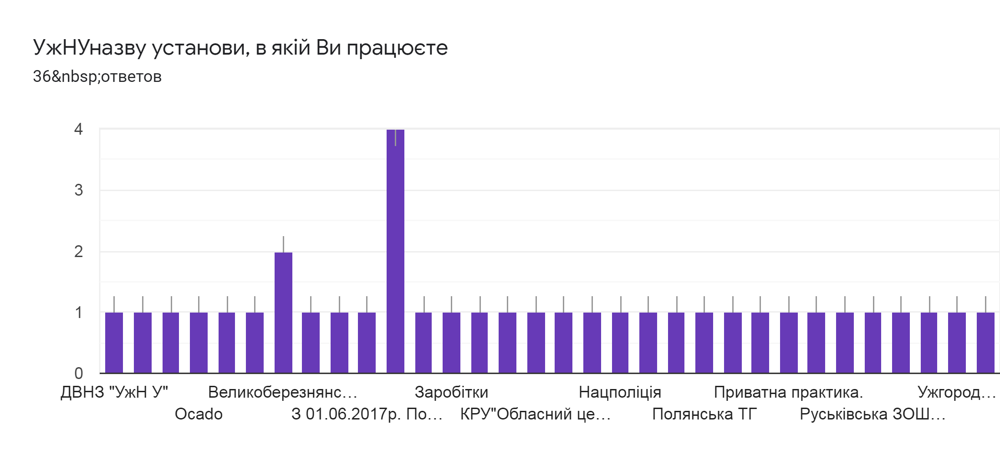 УжНУназву установи, в якій Ви працюєте
36&nbsp;ответов
4
3
2
1
0
ДВНЗ "УжН У"
Великоберезнянс…
Заробітки
Нацполіція
Приватна практика.
Ужгород…
Ocado
З 01.06.2017р. По…
КРУ"Обласний це…
Полянська ТГ
Руськівська ЗОШ…